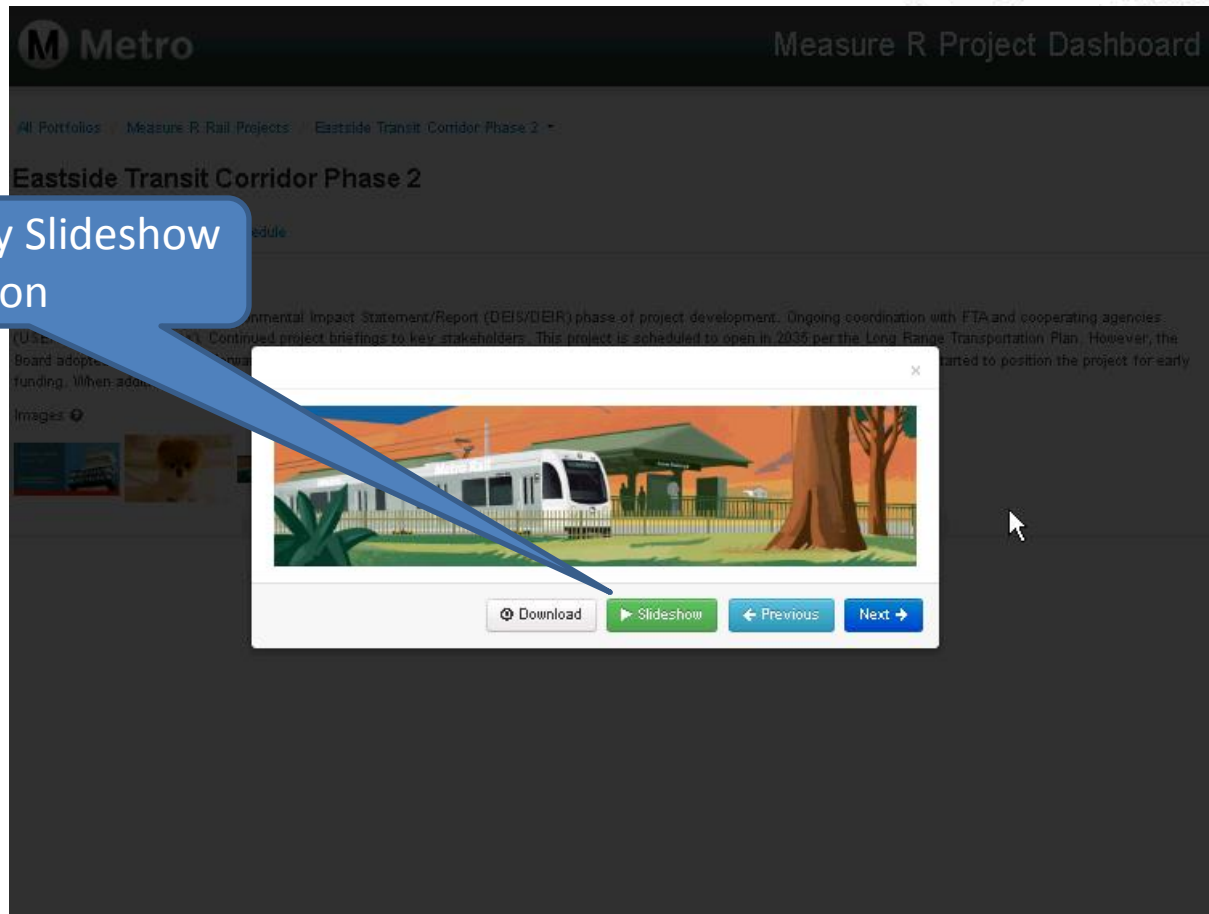 M Metro
Measure R Project Dashboard
All Portfolios / Measure R Rail Projects / Eastside Transit Corridor Phase 2
Eastside Transit Corridor Phase 2
y Slideshow
on
edule
nmental Impact Statement/Report (DEIS/DEIR) phase of project development. Ongoing coordination with FTA and cooperating agencies
Continued project briefings to key stakeholders. This project is scheduled to open in 2035 per the Long Range Transportation Plan. However, the
Board adopte tarted to position the project for early
funding. When
Images
×
Metro Rail
Download
Slideshow
Previous
Next